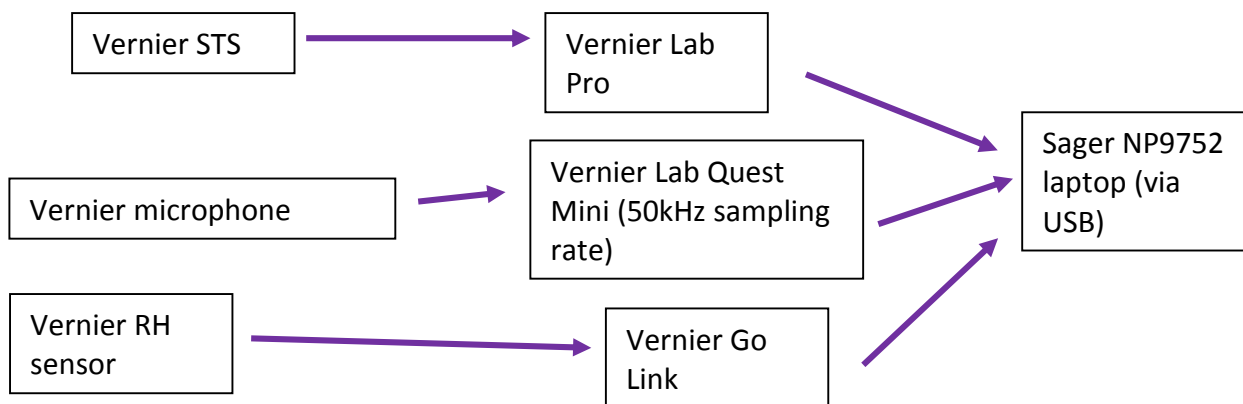 Vernier STS
Vernier Lab
Pro
Vernier microphone
Vernier Lab Quest
Mini (50kHz sampling
rate)
Vernier RH
sensor
Vernier Go
Link
Sager NP9752
laptop (via
USB)